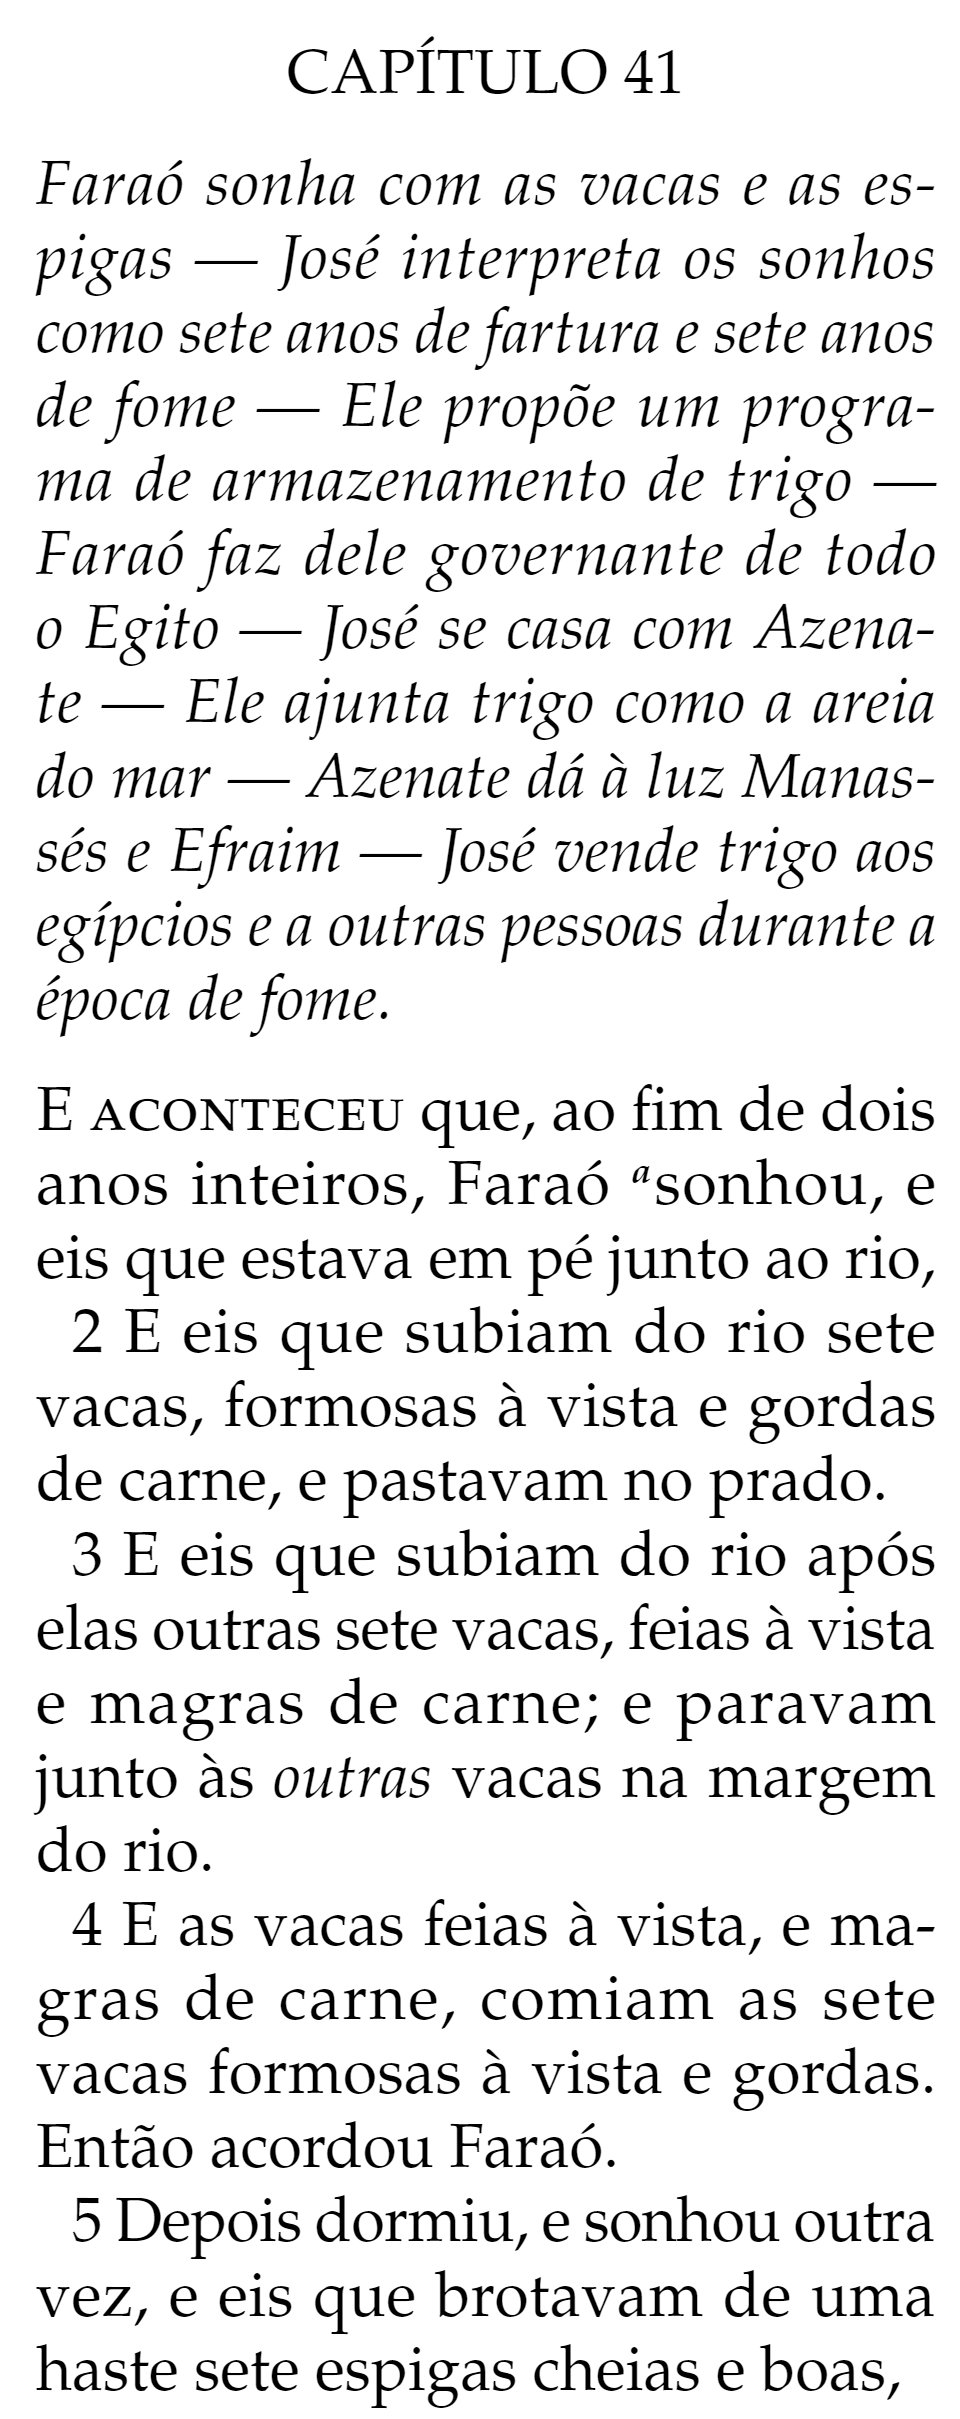 CAPÍTULO 41
Faraó sonha com as vacas e as es-
pigas — José interpreta os sonhos
como sete anos de fartura e sete anos
de fome — Ele propõe um progra-
ma de armazenamento de trigo —
Faraó faz dele governante de todo
o Egito — José se casa com Azena-
te — Ele ajunta trigo como a areia
do mar — Azenate dá à luz Manas-
sés e Efraim — José vende trigo aos
egípcios e a outras pessoas durante a
época de fome.
E ACONTECEU que, ao fim de dois
anos inteiros, Faraó ᵃsonhou, e
eis que estava em pé junto ao rio,
2 E eis que subiam do rio sete
vacas, formosas à vista e gordas
de carne, e pastavam no prado.
3 E eis que subiam do rio após
elas outras sete vacas, feias à vista
e magras de carne; e paravam
junto às outras vacas na margem
do rio.
4 E as vacas feias à vista, e ma-
gras de carne, comiam as sete
vacas formosas à vista e gordas.
Então acordou Faraó.
5 Depois dormiu, e sonhou outra
vez, e eis que brotavam de uma
haste sete espigas cheias e boas,